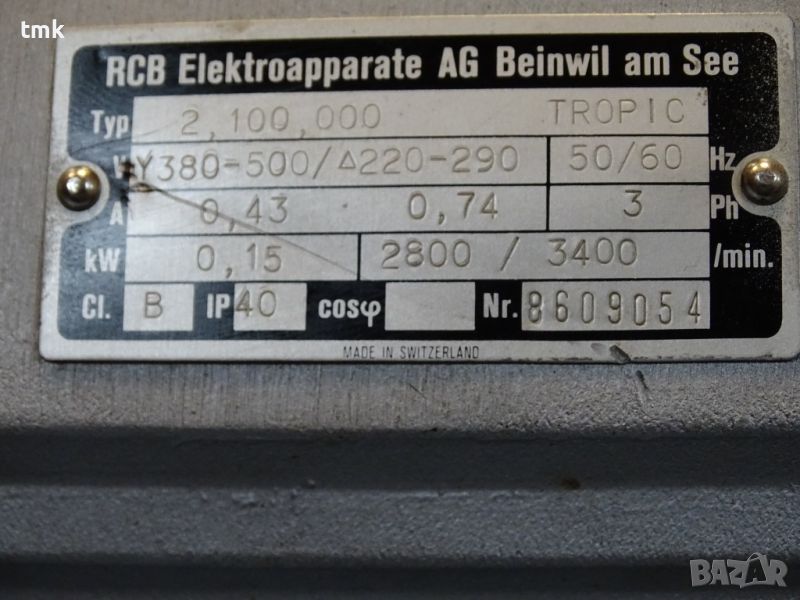 tmk
RCB Elektroapparate AG Beinwil am See
Typ 2,100,000 TROPIC
V Y380-500/Δ220-290 50/60 Hz
A 0,43 0,74 3 Ph
kW 0,15 2800 / 3400 /min.
Cl. B IP 40 cosφ Nr. 8609054
MADE IN SWITZERLAND
BAZAR